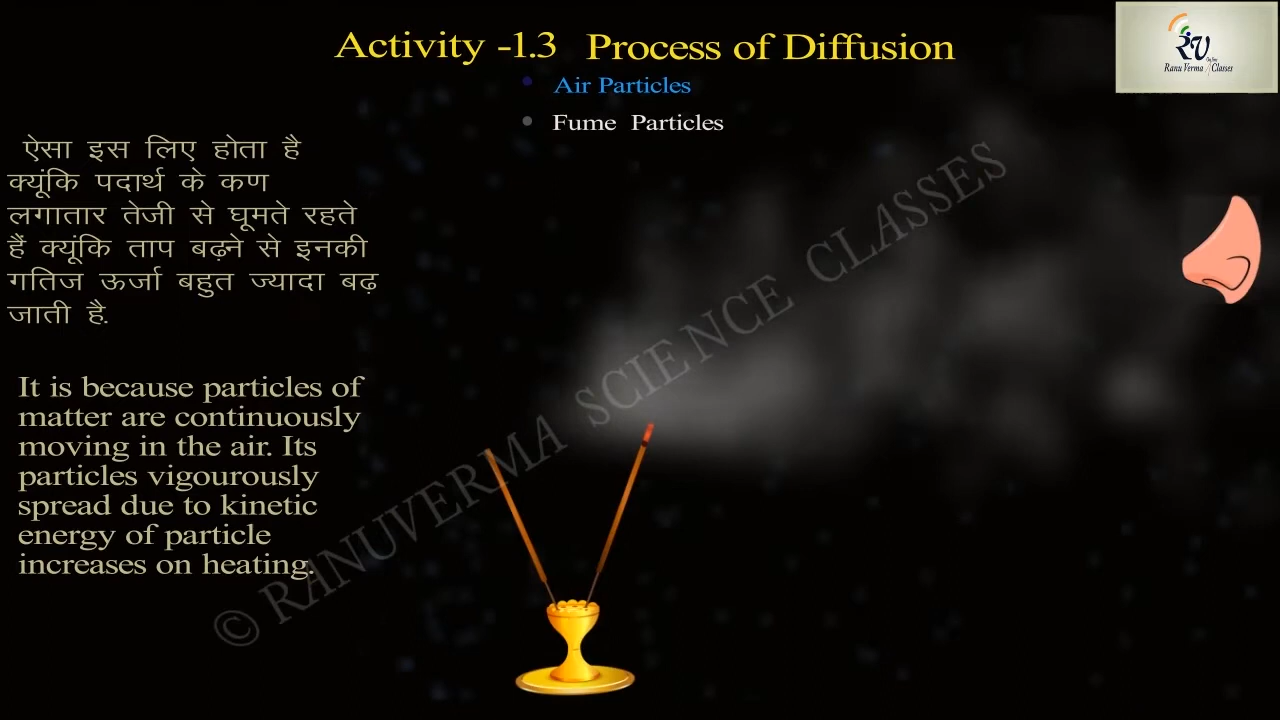 Activity -1.3 Process of Diffusion
Air Particles
Fume Particles
रv
Online
Ranu Verma Classes
ऐसा इस लिए होता है
क्यूंकि पदार्थ के कण
लगातार तेजी से घूमते रहते
हैं क्यूंकि ताप बढ़ने से इनकी
गतिज ऊर्जा बहुत ज्यादा बढ़
जाती है.
It is because particles of
matter are continuously
moving in the air. Its
particles vigourously
spread due to kinetic
energy of particle
increases on heating.
© RANUVERMA SCIENCE CLASSES